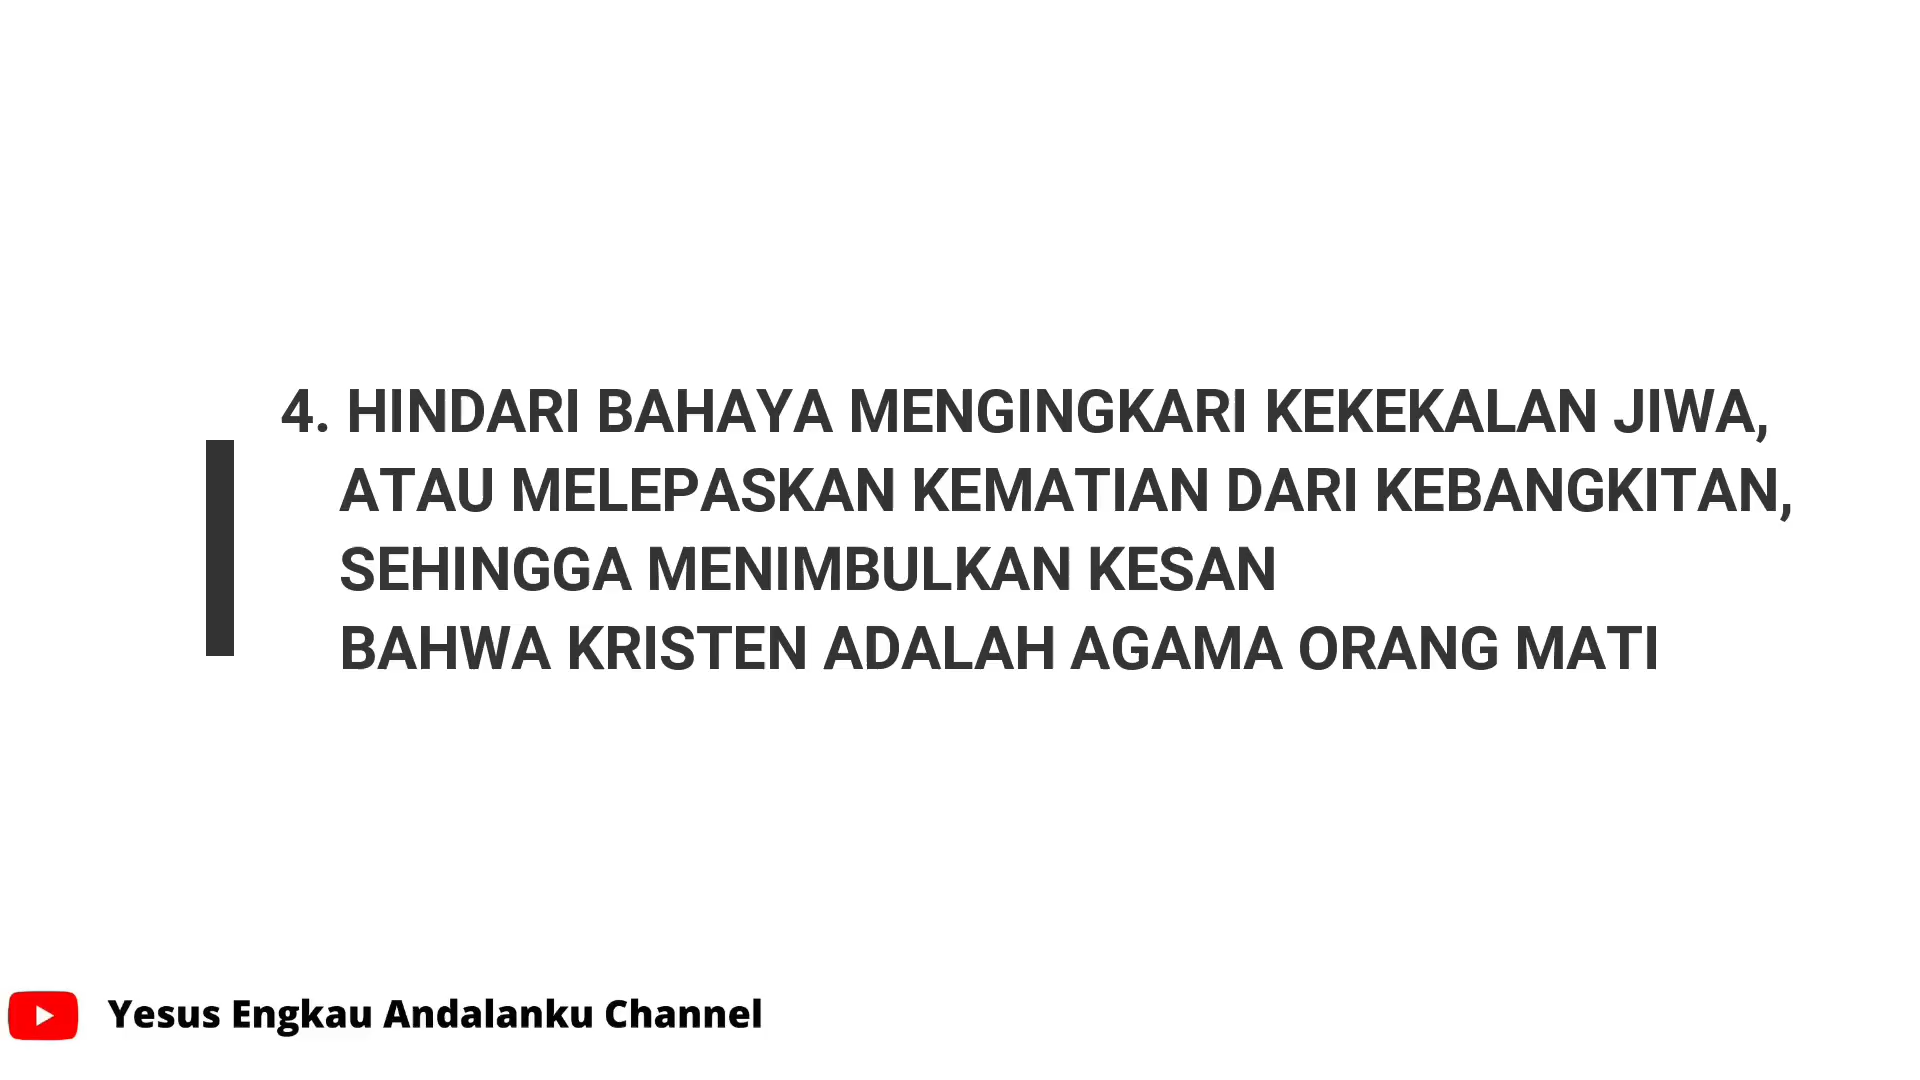 4. HINDARI BAHAYA MENGINGKARI KEKEKALAN JIWA,
ATAU MELEPASKAN KEMATIAN DARI KEBANGKITAN,
SEHINGGA MENIMBULKAN KESAN
BAHWA KRISTEN ADALAH AGAMA ORANG MATI
Yesus Engkau Andalanku Channel